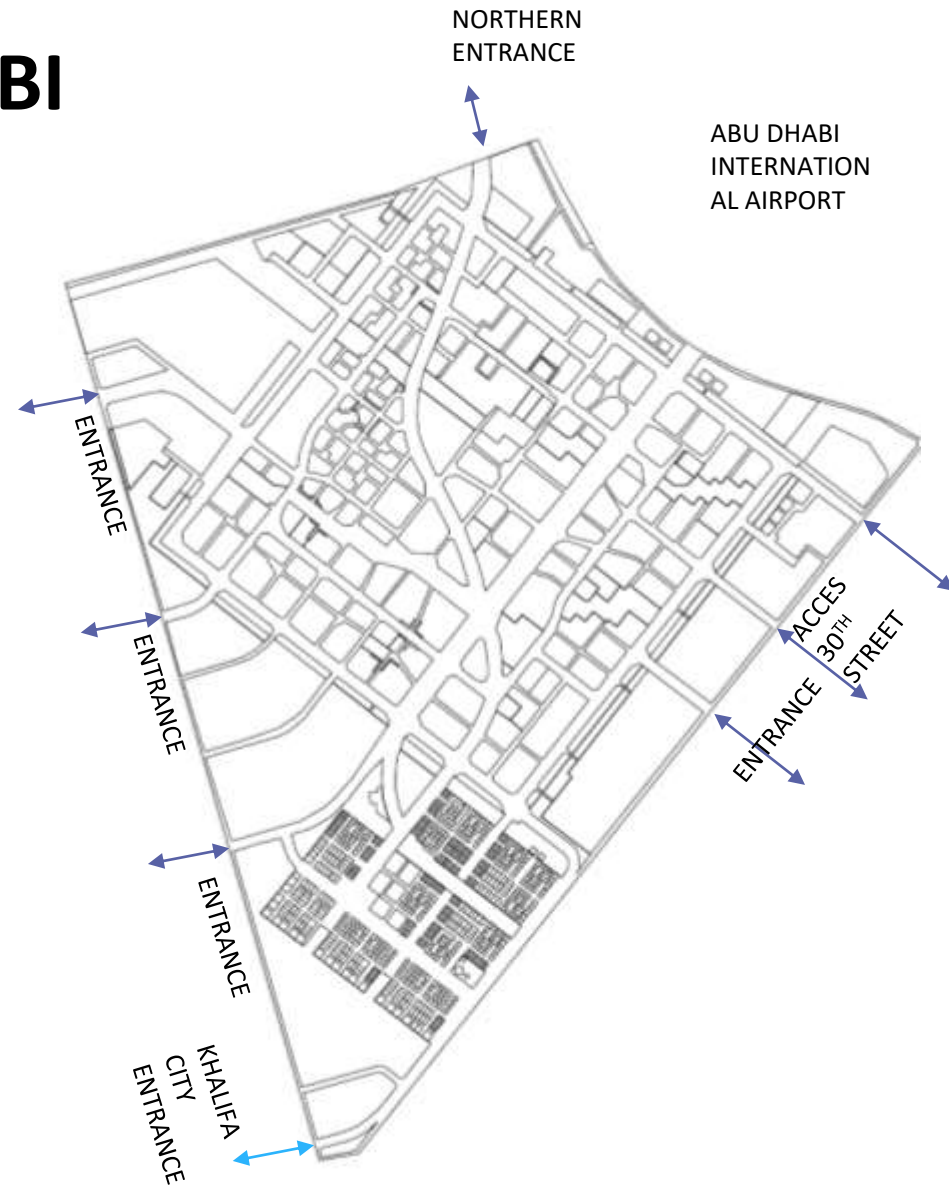 NORTHERN
ENTRANCE
BI
ABU DHABI
INTERNATION
AL AIRPORT
ENTRANCE
ENTRANCE
ACCES
30TH
STREET
ENTRANCE
ENTRANCE
KHALIFA
CITY
ENTRANCE